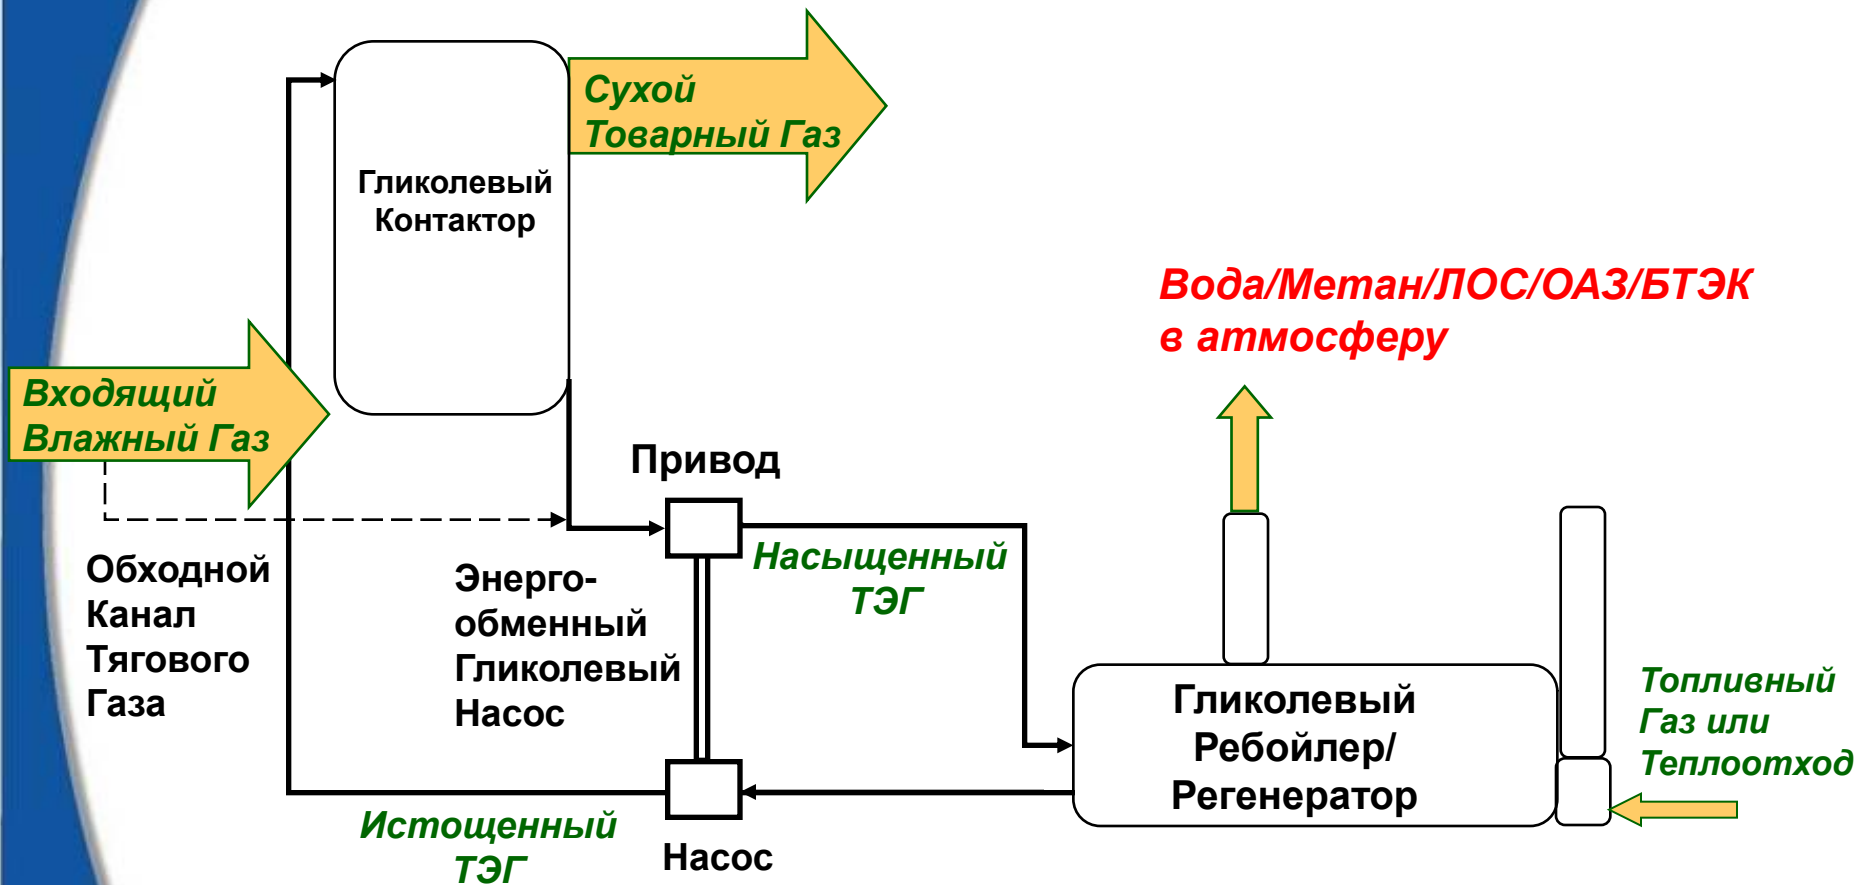 Сухой
Товарный Газ
Гликолевый
Контактор
Вода/Метан/ЛОС/ОАЗ/БТЭК
в атмосферу
Входящий
Влажный Газ
Привод
Обходной
Канал
Тягового
Газа
Энерго-
обменный
Гликолевый
Насос
Насыщенный
ТЭГ
Гликолевый
Ребойлер/
Регенератор
Топливный
Газ или
Теплоотход
Истощенный
ТЭГ
Насос